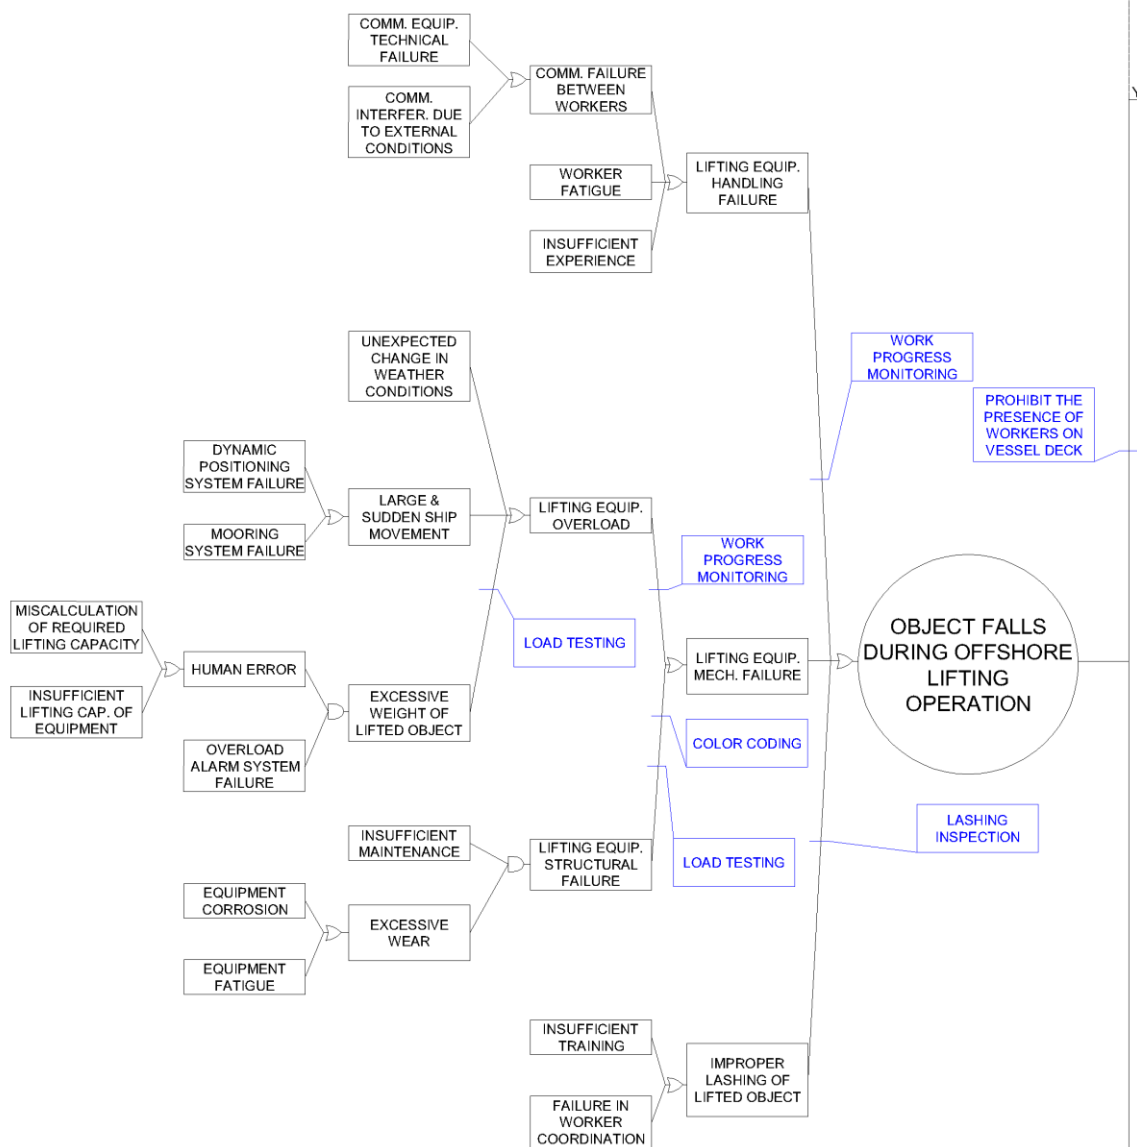 COMM. EQUIP.
TECHNICAL
FAILURE
COMM.
INTERFER. DUE
TO EXTERNAL
CONDITIONS
COMM. FAILURE
BETWEEN
WORKERS
WORKER
FATIGUE
INSUFFICIENT
EXPERIENCE
LIFTING EQUIP.
HANDLING
FAILURE
Y
UNEXPECTED
CHANGE IN
WEATHER
CONDITIONS
WORK
PROGRESS
MONITORING
PROHIBIT THE
PRESENCE OF
WORKERS ON
VESSEL DECK
DYNAMIC
POSITIONING
SYSTEM FAILURE
MOORING
SYSTEM FAILURE
LARGE &
SUDDEN SHIP
MOVEMENT
LIFTING EQUIP.
OVERLOAD
WORK
PROGRESS
MONITORING
LOAD TESTING
MISCALCULATION
OF REQUIRED
LIFTING CAPACITY
INSUFFICIENT
LIFTING CAP. OF
EQUIPMENT
HUMAN ERROR
OVERLOAD
ALARM SYSTEM
FAILURE
EXCESSIVE
WEIGHT OF
LIFTED OBJECT
LIFTING EQUIP.
MECH. FAILURE
OBJECT FALLS
DURING OFFSHORE
LIFTING
OPERATION
COLOR CODING
LOAD TESTING
LASHING
INSPECTION
INSUFFICIENT
MAINTENANCE
LIFTING EQUIP.
STRUCTURAL
FAILURE
EQUIPMENT
CORROSION
EQUIPMENT
FATIGUE
EXCESSIVE
WEAR
INSUFFICIENT
TRAINING
FAILURE IN
WORKER
COORDINATION
IMPROPER
LASHING OF
LIFTED OBJECT